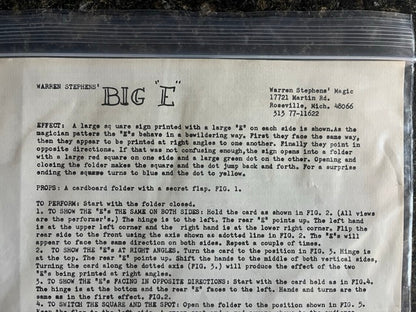 WARREN STEPHENS'
BIG "E"
Warren Stephens' Magic
17721 Martin Rd.
Roseville, Mich. 48066
313 77-11622
EFFECT: A large sq uare sign printed with a large "E" on each side is shown.As the
magician patters the "E"s behave in a bewildering way. First they face the same way,
then they appear to be printed at right angles to one another. Finally they point in
opposite directions. If that was not confusing enough,the sign opens into a folder
with a large red square on one side and a large green dot on the other. Opening and
closing the folder makes the square and the dot jump back and forth. For a surprise
ending the square turns to blue and the dot to yellow.
PROPS: A cardboard folder with a secret flap. FIG. 1.
TO PERFORM: Start with the folder closed.
1. TO SHOW THE "E"S THE SAME ON BOTH SIDES: Hold the card as shown in FIG. 2. (All views
are the performer's.) The hinge is to the left. The rear "E" points up. The left hand
is at the upper left corner and the right hand is at the lower right corner. Flip the
rear side to the front using the axis shown as adotted line in FIG. 2. The "E"s will
appear to face the same direction on both sides. Repeat a couple of times.
2. TO SHOW THE "E"S AT RIGHT ANGLES. Turn the card to the position in FIG. 3. Hinge is
at the top. The rear "E" points up. Shift the hands to the middle of both vertical sides,
Turning the card along the dotted axis (FIG. 3.) will produce the effect of the two
"E"s being printed at right angles.
3. TO SHOW THE "E"S FACING IN OPPOSITE DIRECTIONS: Start with the card held as in FIG.4.
The hinge is at the bottom and the rear "E" faces to the left. Hands and turns are the
same as in the first effect, FIG.2.
4. TO SWITCH THE SQUARE AND THE SPOT: Open the folder to the position shown in FIG. 5.